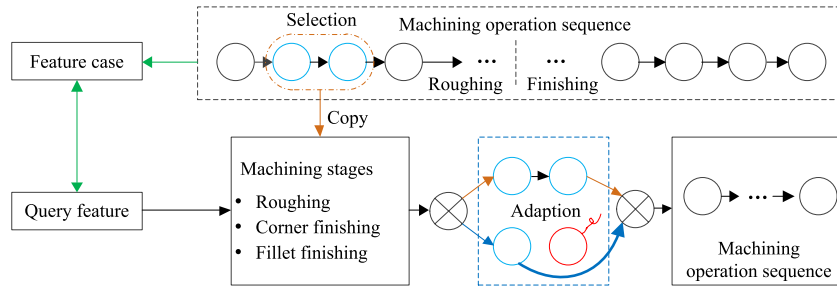 Selection
Machining operation sequence
Feature case
Roughing
Finishing
Copy
Machining stages
• Roughing
• Corner finishing
• Fillet finishing
Query feature
Adaption
Machining
operation sequence